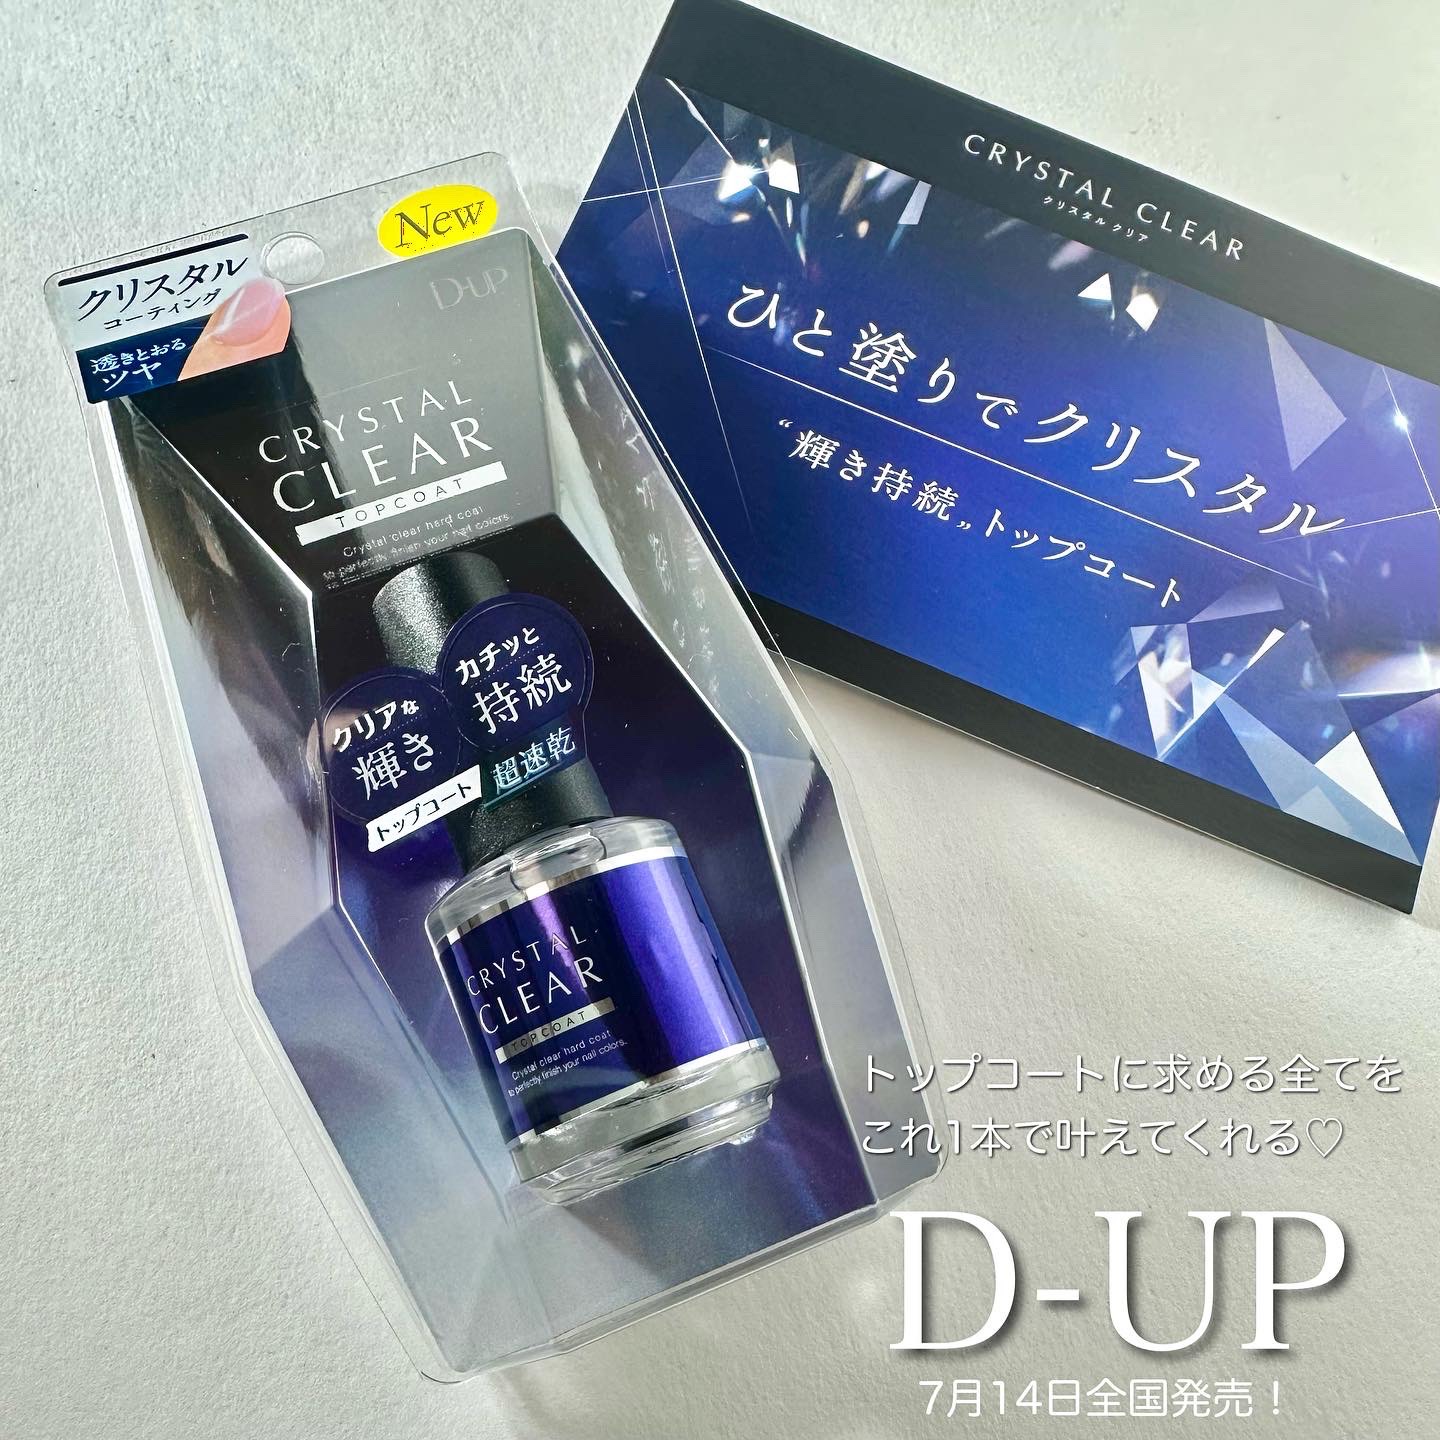 New
クリスタル
コーティング
透きとおる
ツヤ
D-UP
CRYSTAL
CLEAR
TOPCOAT
Crystal clear hard coat
to perfectly finish your nail colors.
カチッと
持続
クリアな
輝き
超速乾
トップコート
CRYSTAL
CLEAR
TOPCOAT
Crystal clear hard coat
to perfectly finish your nail colors.
CRYSTAL CLEAR
クリスタル クリア
ひと塗りでクリスタル
“輝き持続„トップコート
トップコートに求める全てを
これ1本で叶えてくれる♡
D-UP
7月14日全国発売！